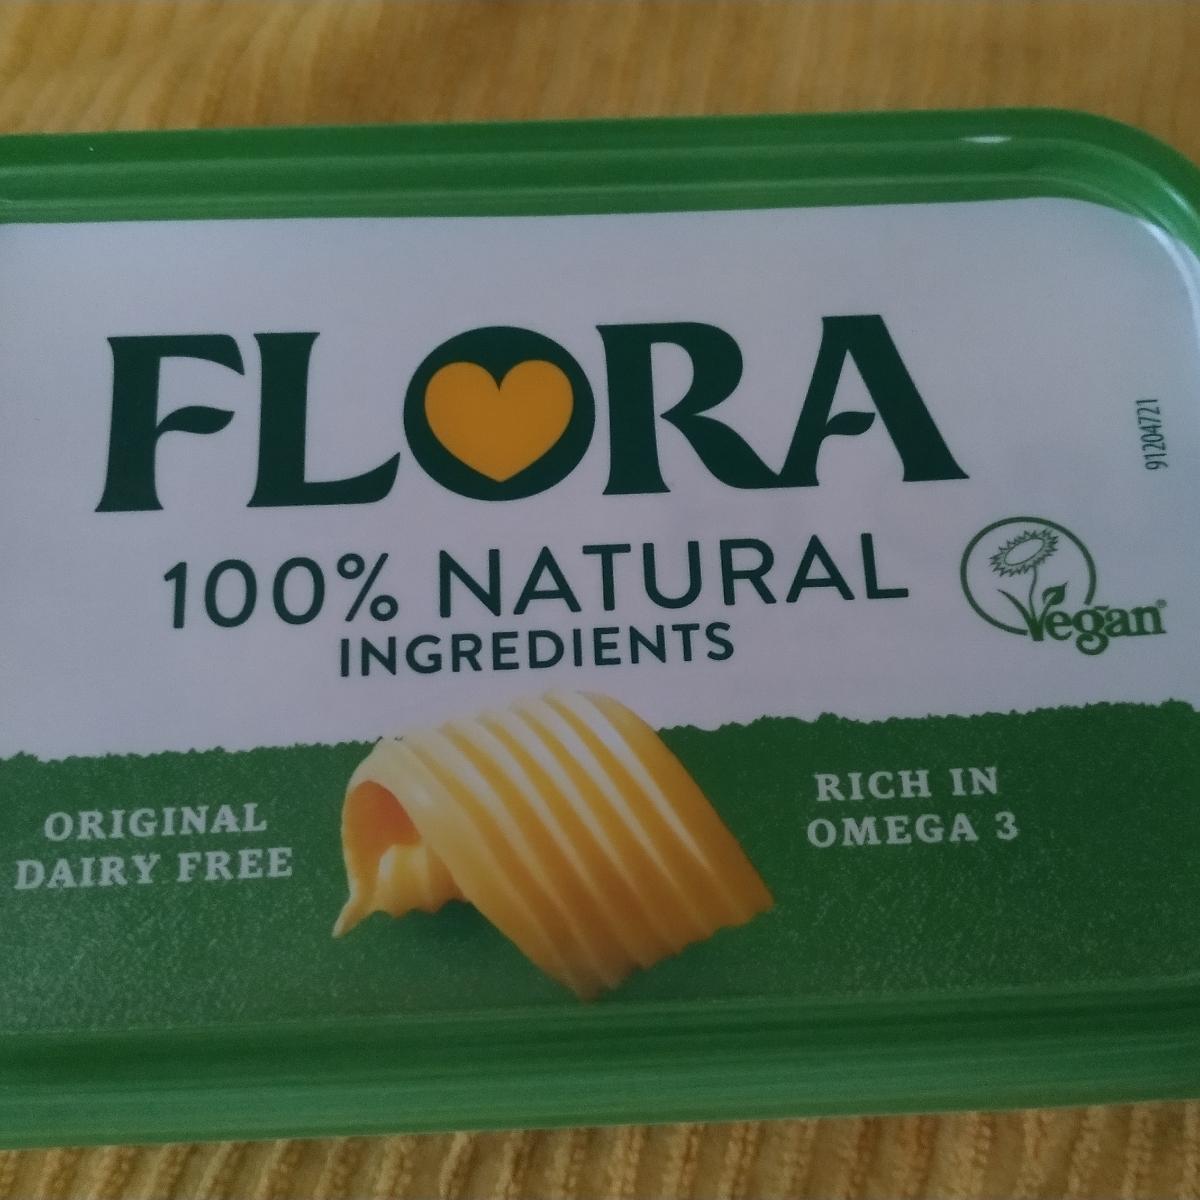 FLORA
91204721
100% NATURAL
INGREDIENTS
Vegan
ORIGINAL
DAIRY FREE
RICH IN
OMEGA 3